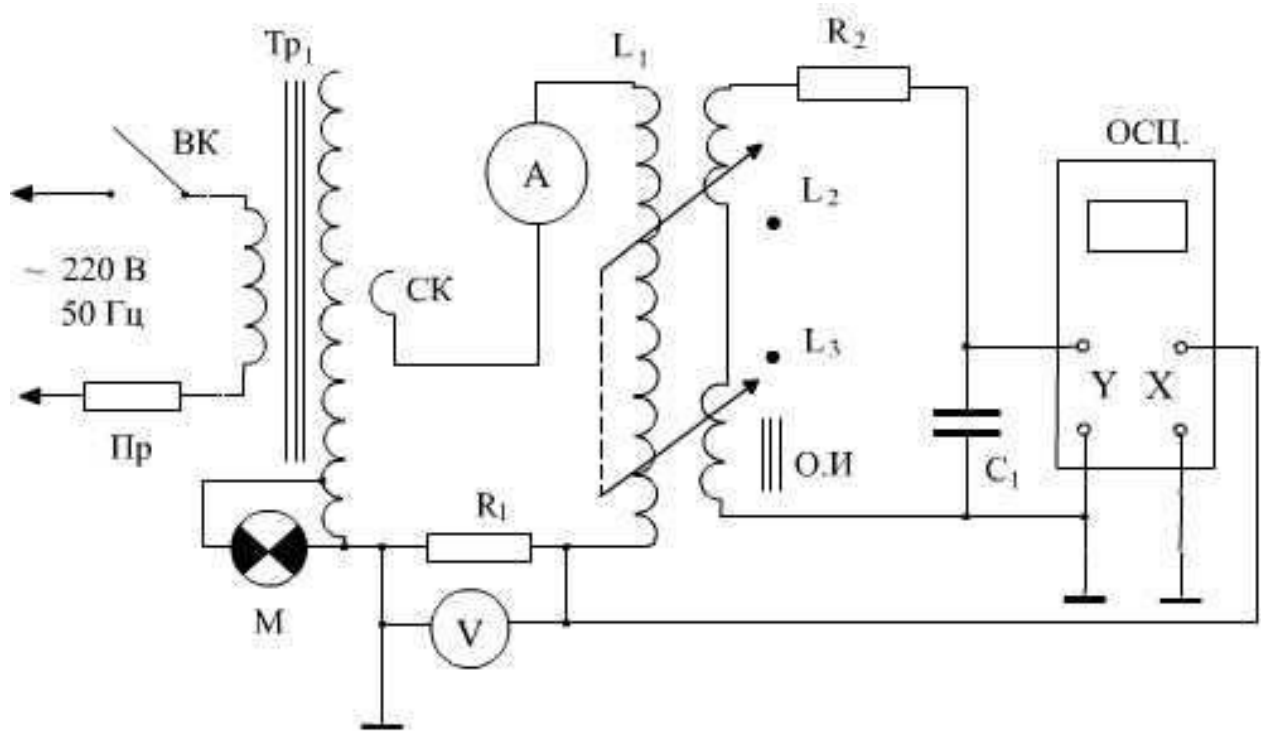 Тр₁
L₁
R₂
ВК
А
ОСЦ.
L₂
~ 220 В
50 Гц
СК
L₃
Y X
Пр
О.И
C₁
R₁
М
V